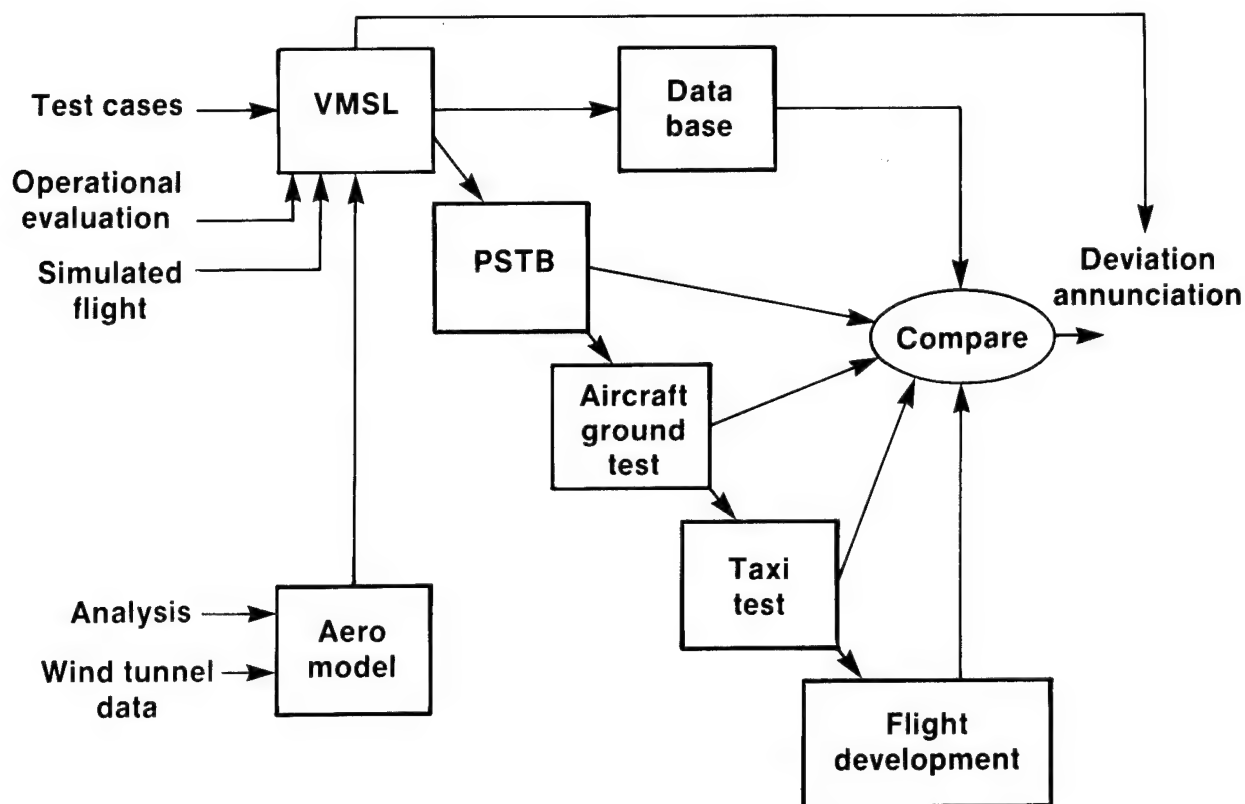 Test cases
VMSL
Data
base
Operational
evaluation
Simulated
flight
PSTB
Deviation
annunciation
Compare
Aircraft
ground
test
Taxi
test
Analysis
Wind tunnel
data
Aero
model
Flight
development